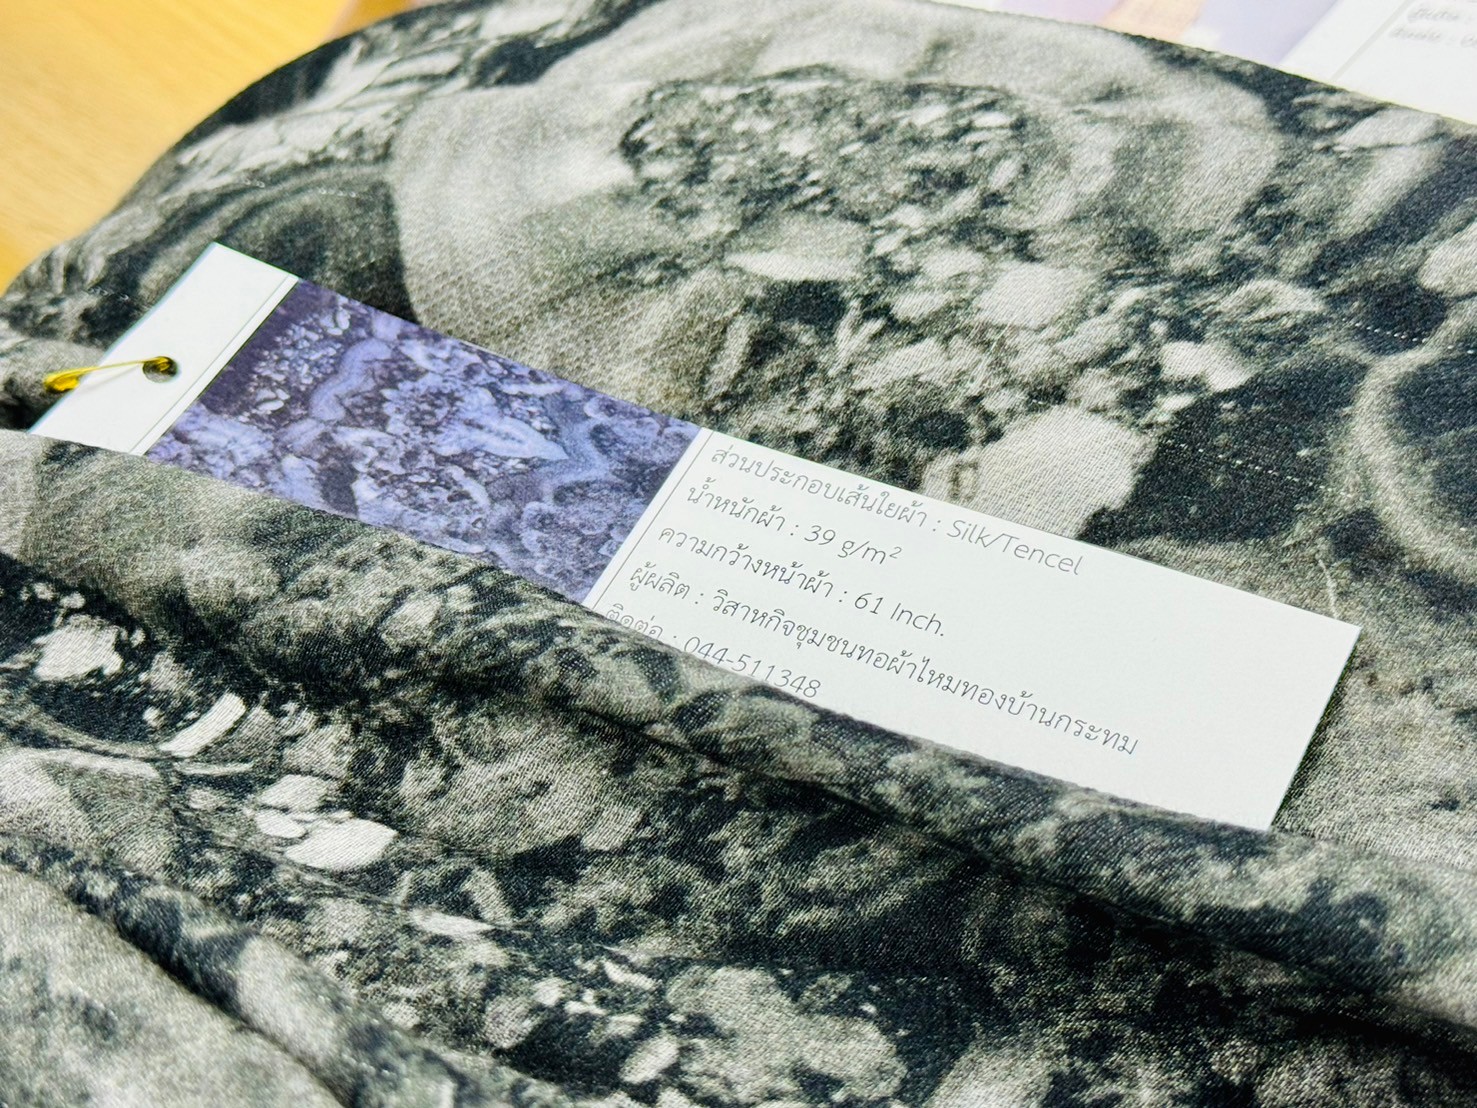 ส่วนประกอบเส้นใยผ้า : Silk/Tencel
น้ำหนักผ้า : 39 g/m²
ความกว้างหน้าผ้า : 61 Inch.
ผู้ผลิต : วิสาหกิจชุมชนทอผ้าไหมทองบ้านกระทม
ติดต่อ : 044-511348